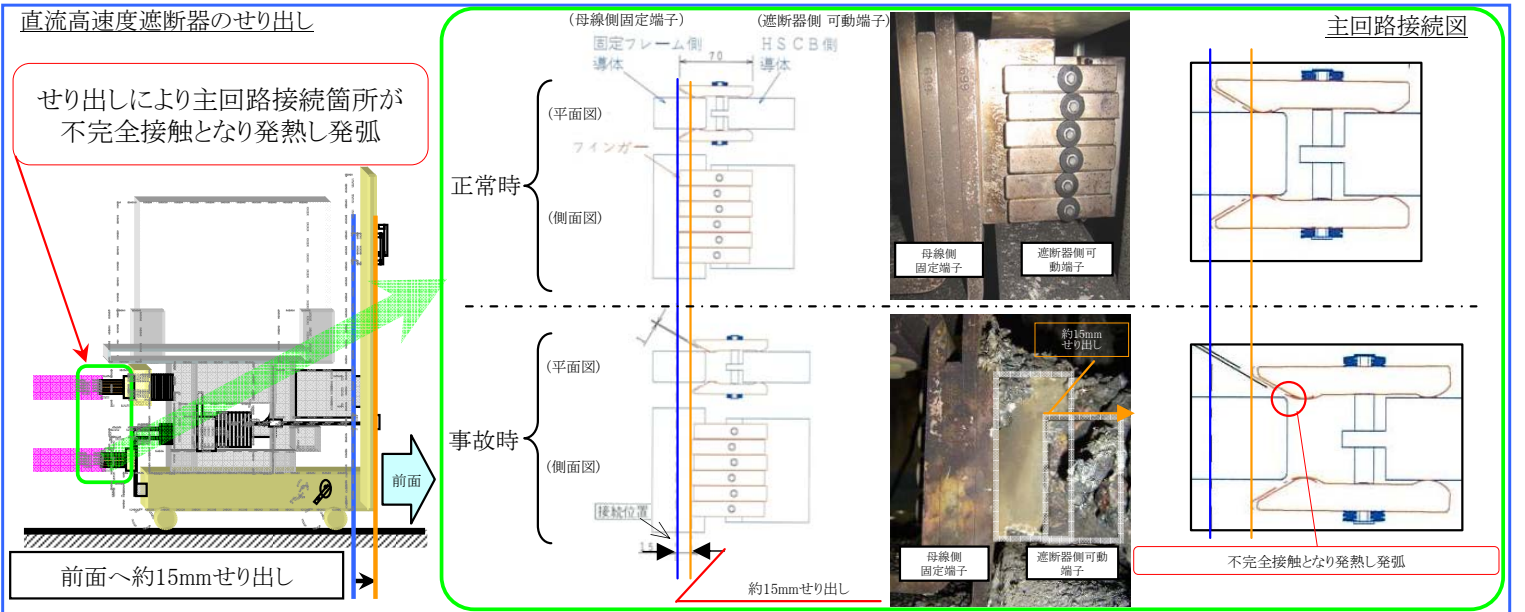 直流高速度遮断器のせり出し
せり出しにより主回路接続箇所が
不完全接触となり発熱し発弧
前面
前面へ約15mmせり出し
主回路接続図
(母線側固定端子)
(遮断器側 可動端子)
固定フレーム側
導体
70
HSCB側
導体
(平面図)
フィンガー
正常時
(側面図)
669
699
母線側
固定端子
遮断器側可
動端子
(平面図)
事故時
(側面図)
接続位置
15
約15mmせり出し
約15mm
せり出し
母線側
固定端子
遮断器側可動
端子
不完全接触となり発熱し発弧